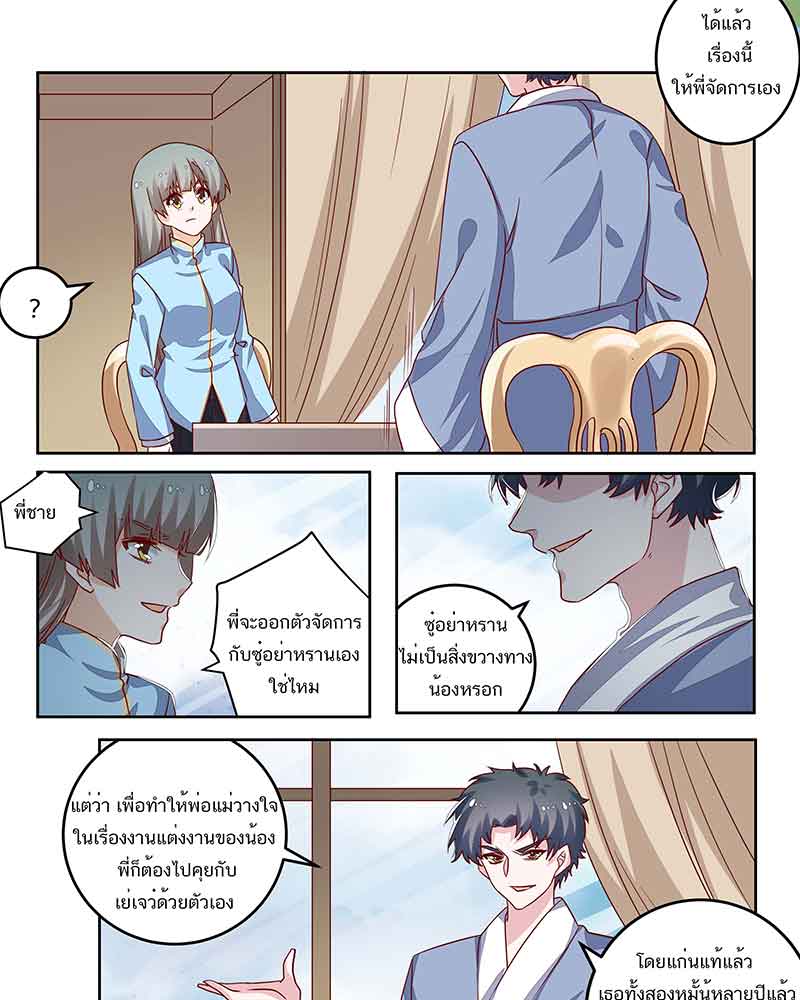 ได้แล้ว
เรื่องนี้
ให้พี่จัดการเอง
?
พี่ชาย
พี่จะออกตัวจัดการ
กับซู๋อย่าหรานเอง
ใช่ไหม
ซู๋อย่าหราน
ไม่เป็นสิ่งขวางทาง
น้องหรอก
แต่ว่า เพื่อทำให้พ่อแม่วางใจ
ในเรื่องงานแต่งงานของน้อง
พี่ก็ต้องไปคุยกับ
เย่เจว๋ด้วยตัวเอง
โดยแก่นแท้แล้ว
เธอทั้งสองหมั้นหลายปีแล้ว